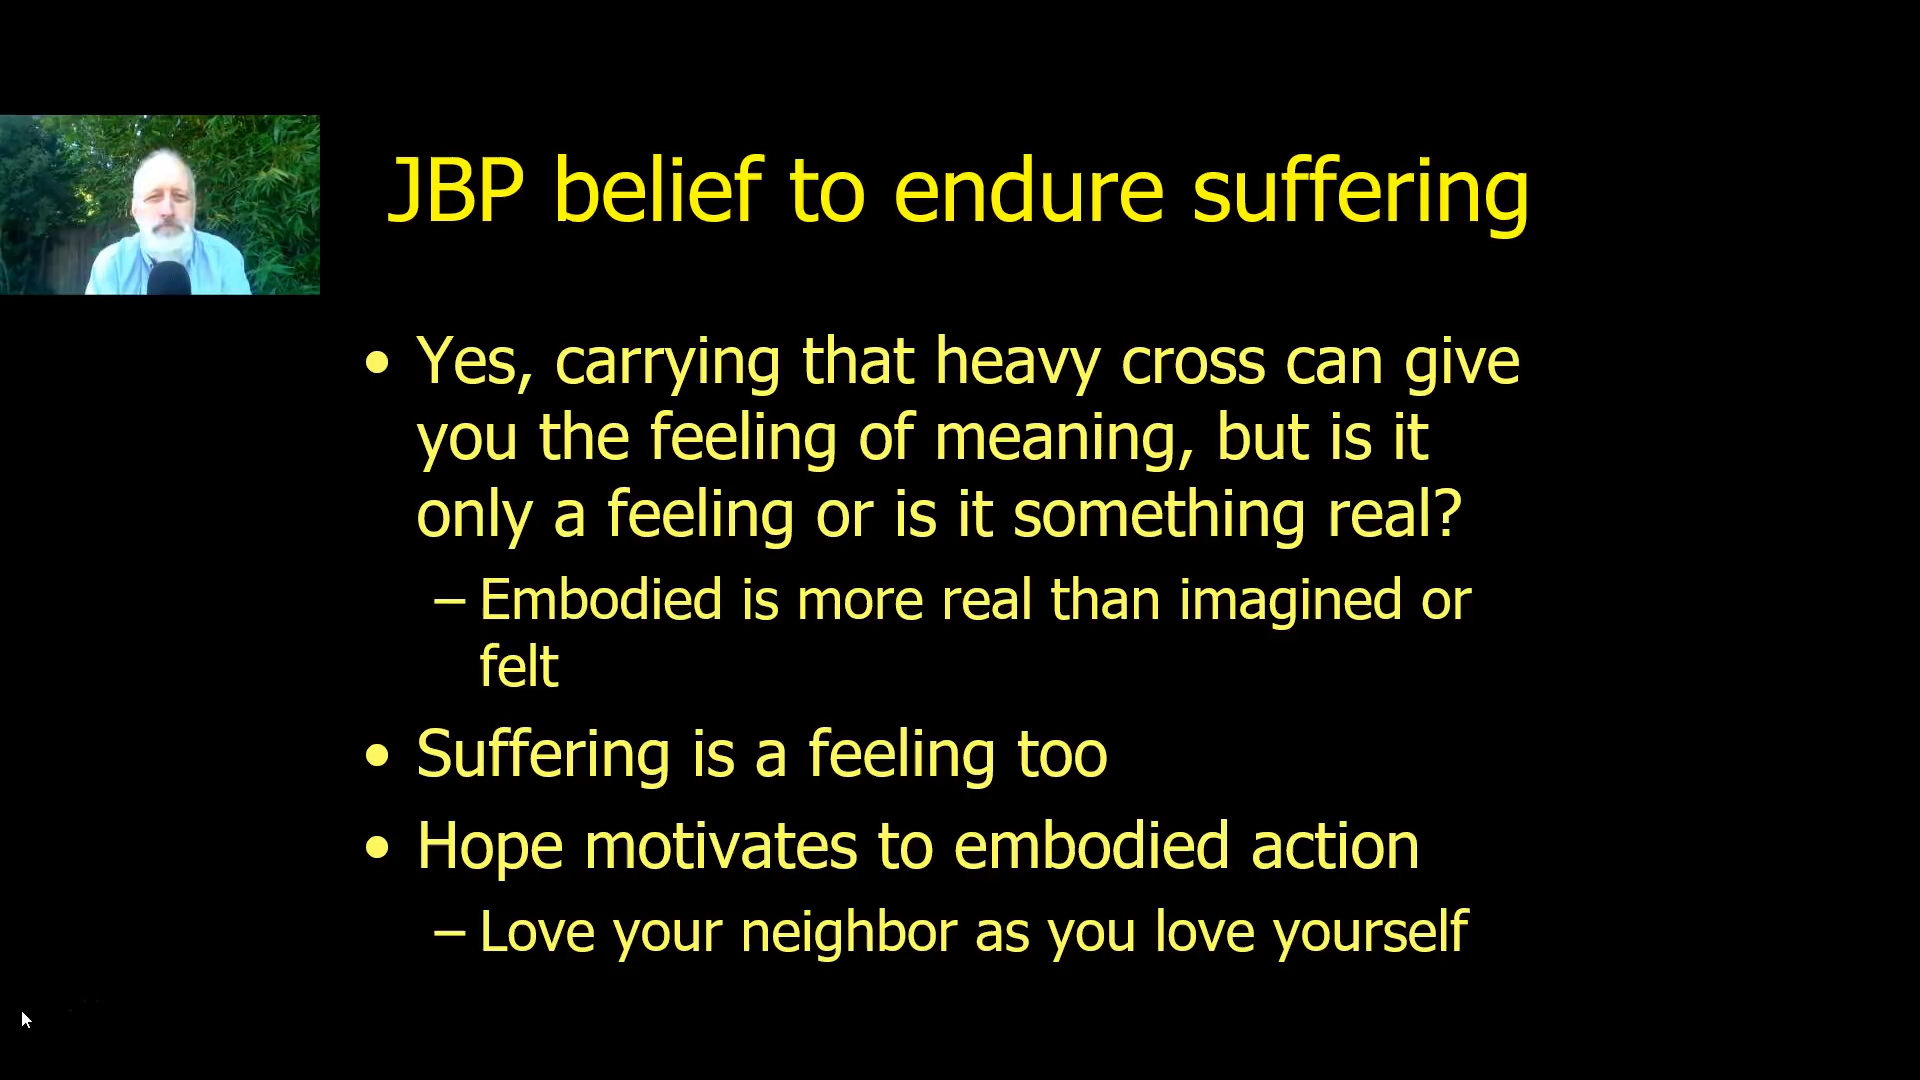 JBP belief to endure suffering
• Yes, carrying that heavy cross can give
you the feeling of meaning, but is it
only a feeling or is it something real?
– Embodied is more real than imagined or
felt
• Suffering is a feeling too
• Hope motivates to embodied action
– Love your neighbor as you love yourself